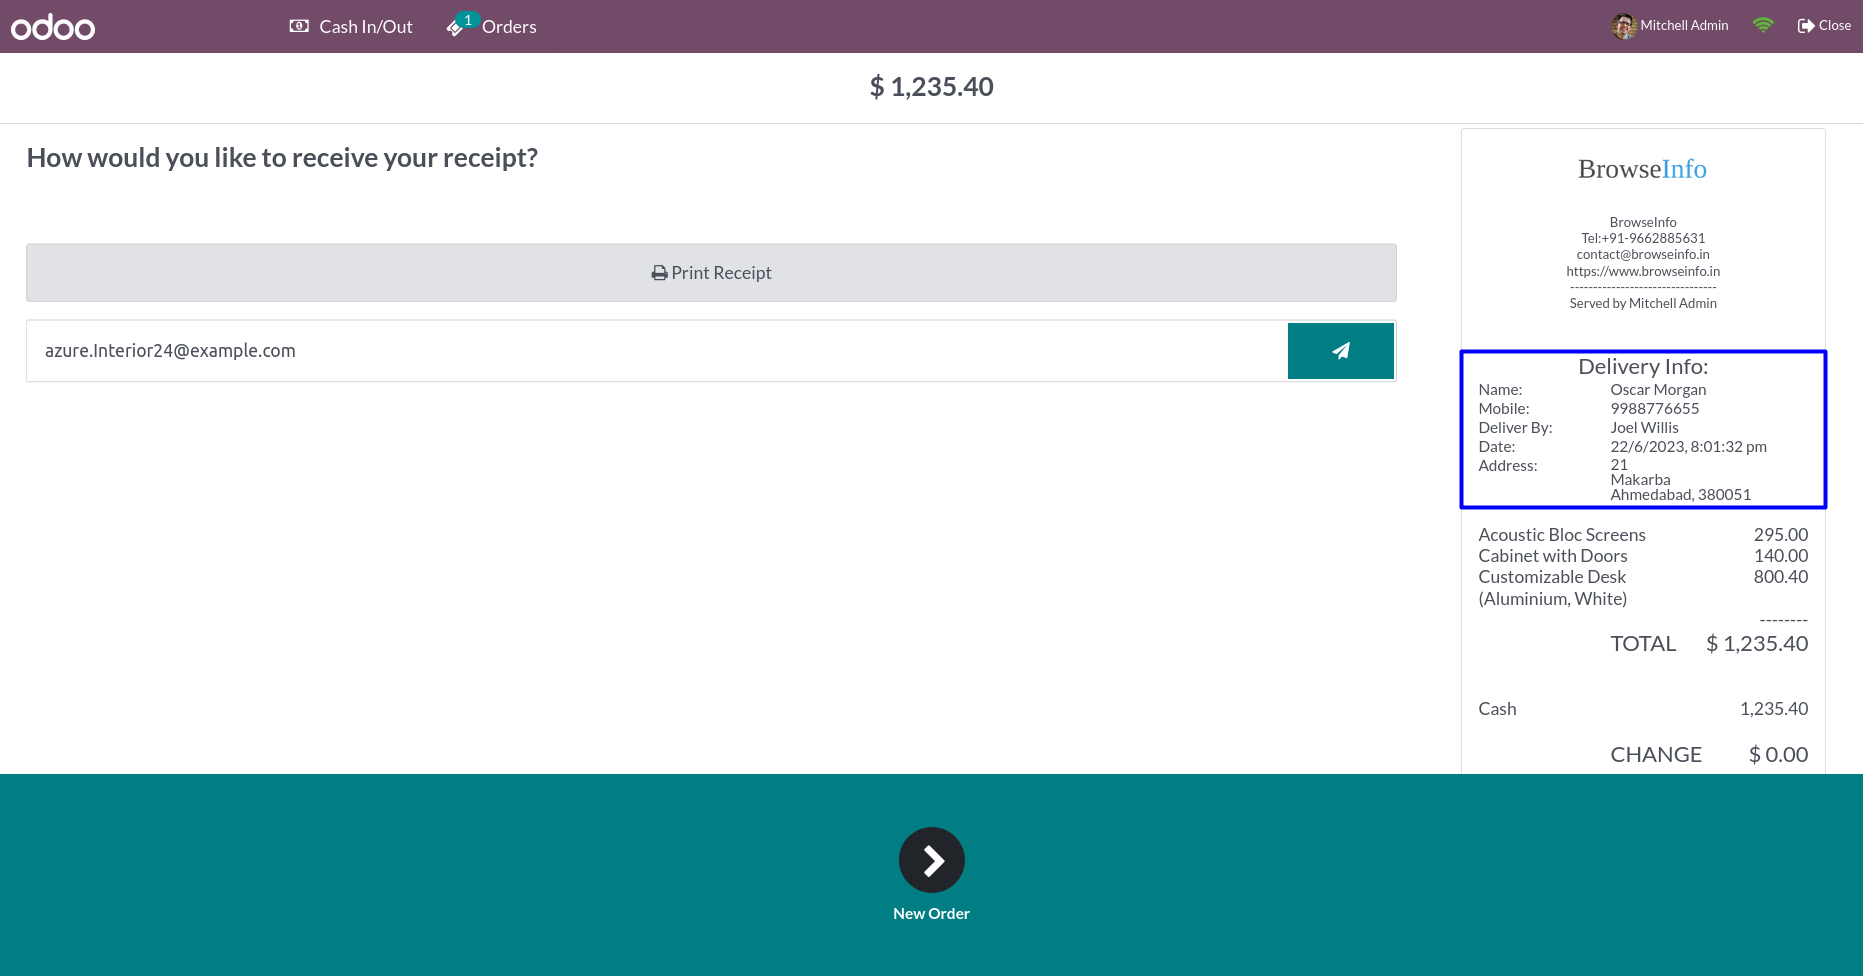 odoo
Cash In/Out
1
Orders
Mitchell Admin
Close
$ 1,235.40
How would you like to receive your receipt?
Print Receipt
azure.Interior24@example.com
BrowseInfo
BrowseInfo
Tel:+91-9662885631
contact@browseinfo.in
https://www.browseinfo.in
--------------------------------
Served by Mitchell Admin
Delivery Info:
Name: Oscar Morgan
Mobile: 9988776655
Deliver By: Joel Willis
Date: 22/6/2023, 8:01:32 pm
Address: 21
Makarba
Ahmedabad, 380051
Acoustic Bloc Screens 295.00
Cabinet with Doors 140.00
Customizable Desk 800.40
(Aluminium, White)
--------
TOTAL $ 1,235.40
Cash 1,235.40
CHANGE $ 0.00
New Order